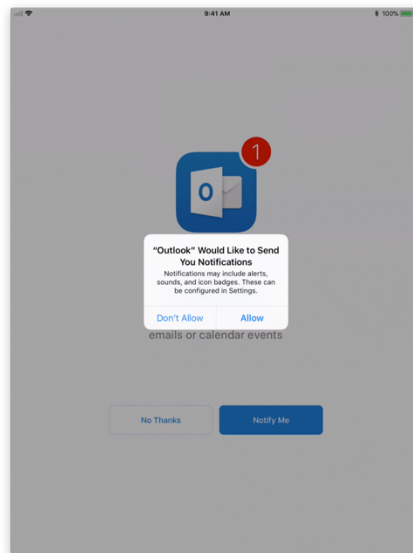 9:41 AM
100%
1
O
"Outlook" Would Like to Send
You Notifications
Notifications may include alerts,
sounds, and icon badges. These can
be configured in Settings.
Don't Allow
Allow
emails or calendar events
No Thanks
Notify Me